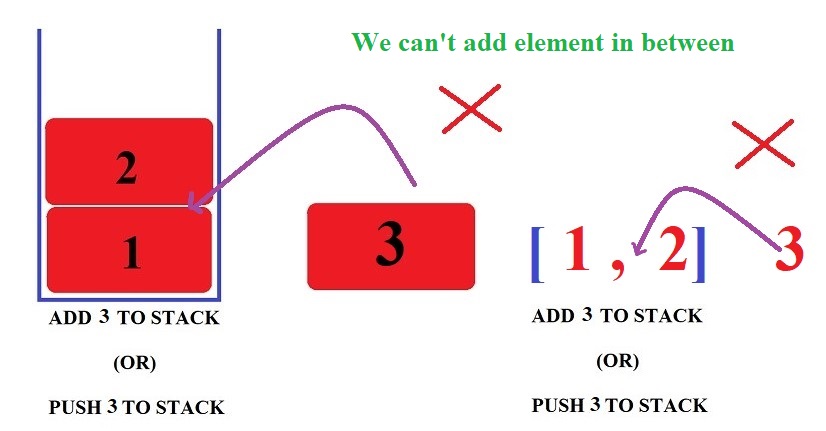 We can't add element in between
2
1
3
[ 1 , 2] 3
ADD 3 TO STACK
(OR)
PUSH 3 TO STACK
ADD 3 TO STACK
(OR)
PUSH 3 TO STACK